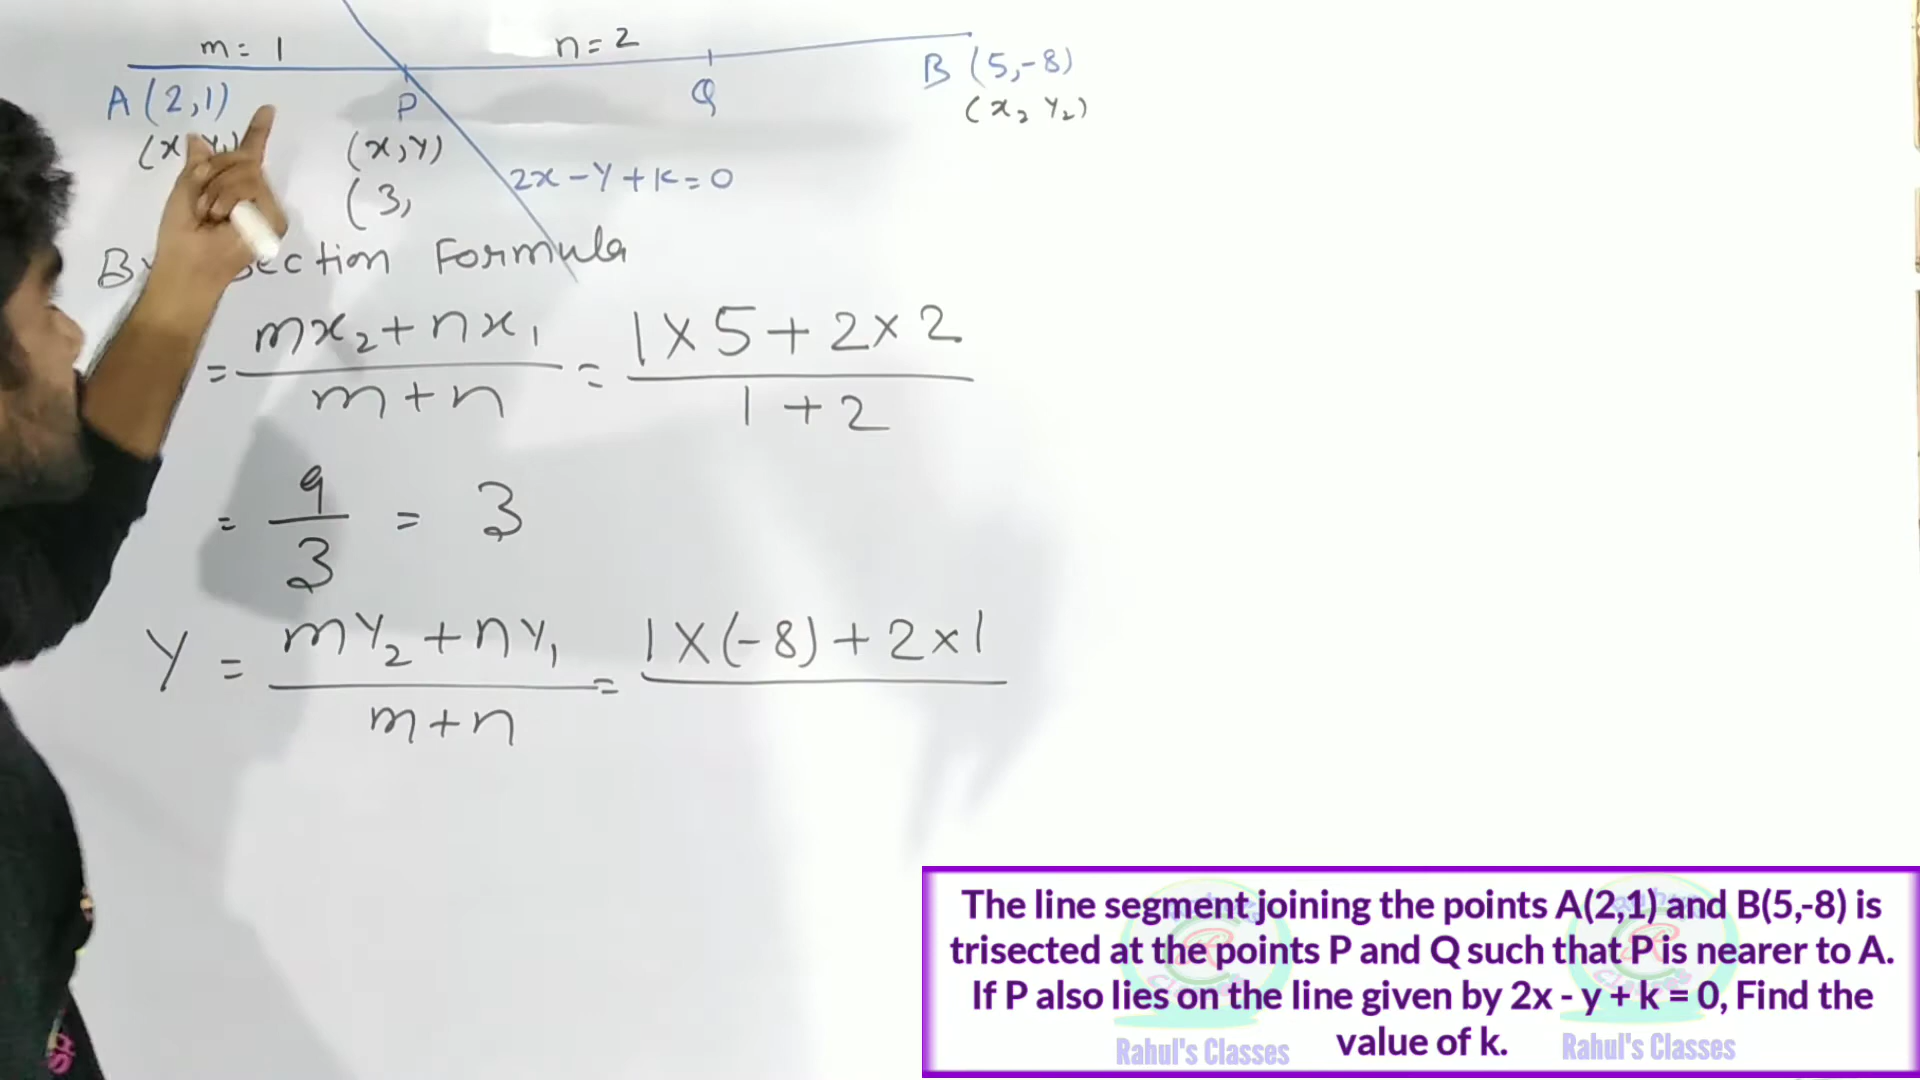 m = 1
n = 2
A (2,1)
P
Q
B (5,-8)
(x₂ Y₂)
(x,Y)
2x - Y + k = 0
(3,
Section Formula
= mx₂ + nx₁ / m + n = 1 X 5 + 2 x 2 / 1 + 2
= 9 / 3 = 3
Y = mY₂ + nY₁ / m + n = 1 X (-8) + 2 x 1
The line segment joining the points A(2,1) and B(5,-8) is
trisected at the points P and Q such that P is nearer to A.
If P also lies on the line given by 2x - y + k = 0, Find the
value of k.
Rahul's Classes
Rahul's Classes